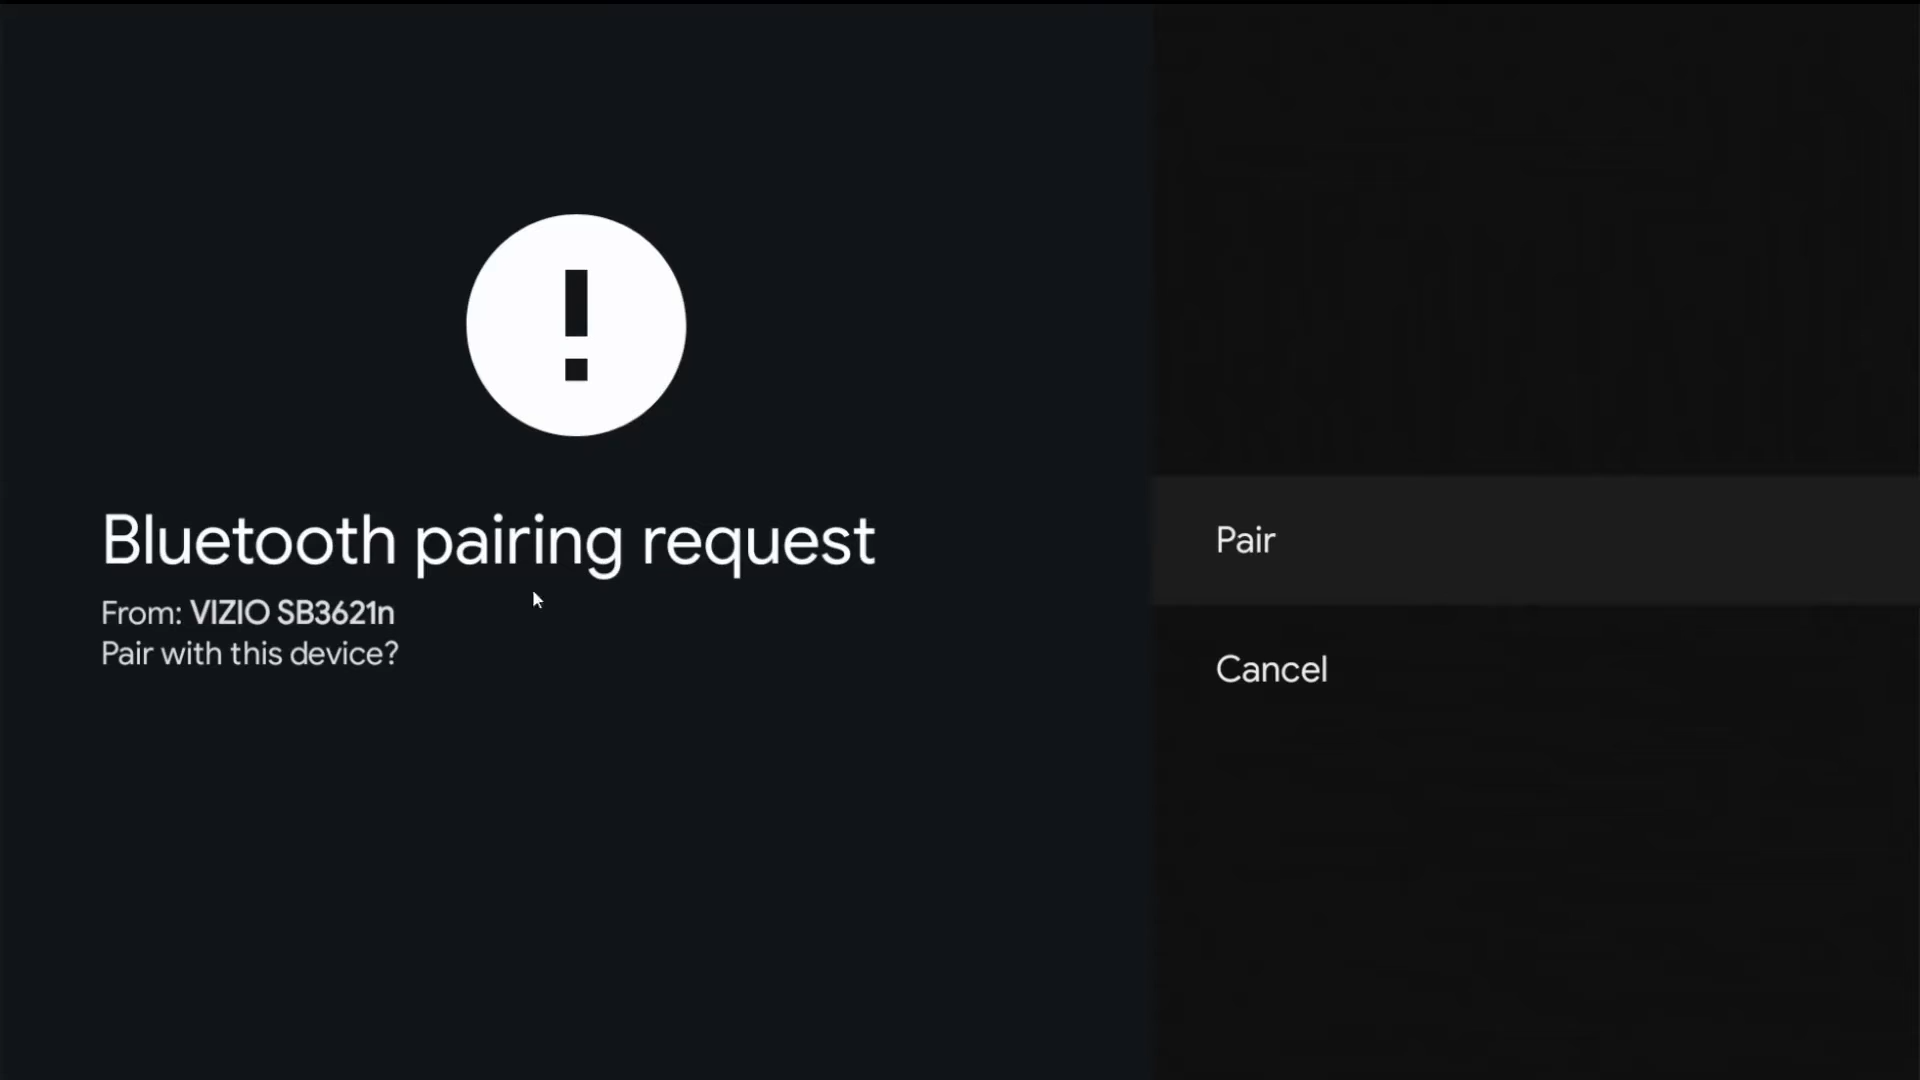 Bluetooth pairing request
From: VIZIO SB3621n
Pair with this device?
Pair
Cancel